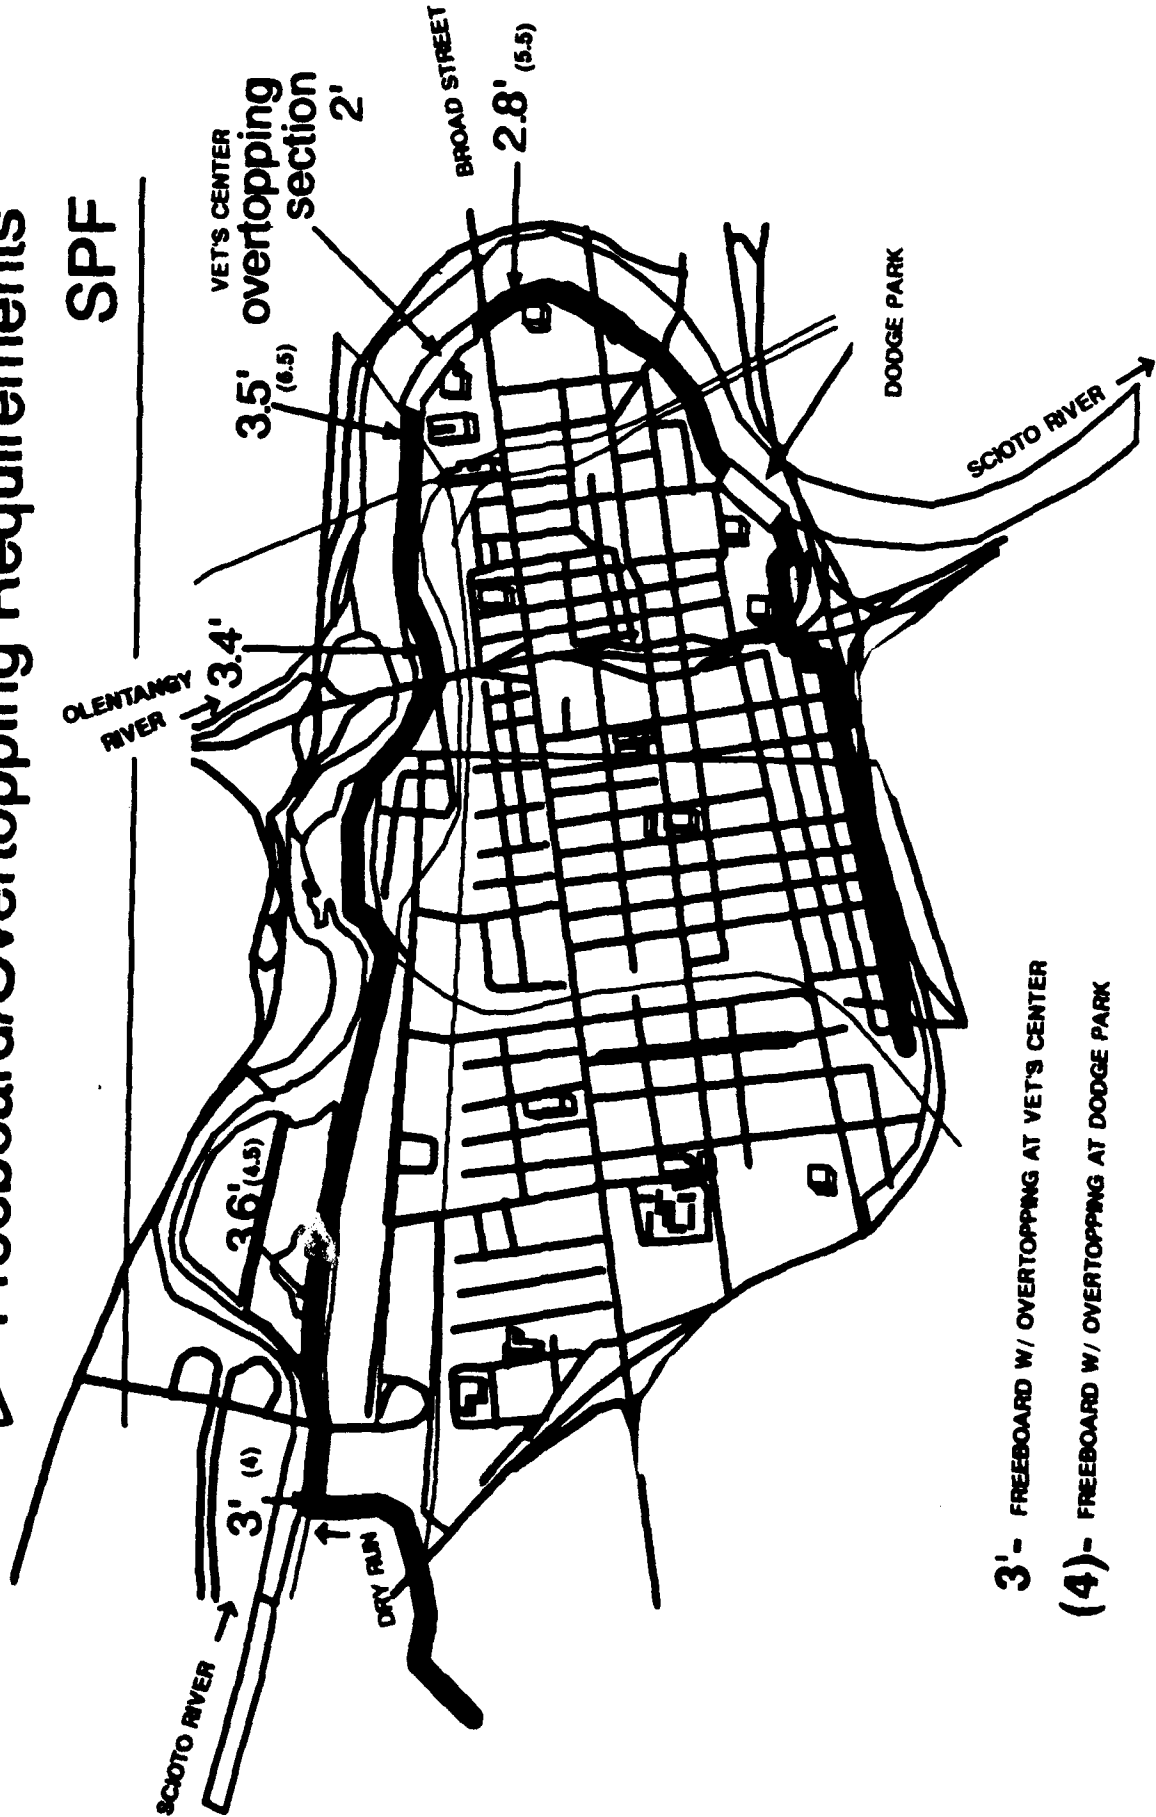 Freeboard/Overtopping Requirements
SPF
OLENTANGY
RIVER
3.4'
3.5'
(6.5)
VET'S CENTER
overtopping
section
2'
BROAD STREET
2.8' (5.5)
3.6' (4.5)
3' (4)
SCIOTO RIVER
DRY RUN
DODGE PARK
SCIOTO RIVER
3' - FREEBOARD W/ OVERTOPPING AT VET'S CENTER
(4) - FREEBOARD W/ OVERTOPPING AT DODGE PARK